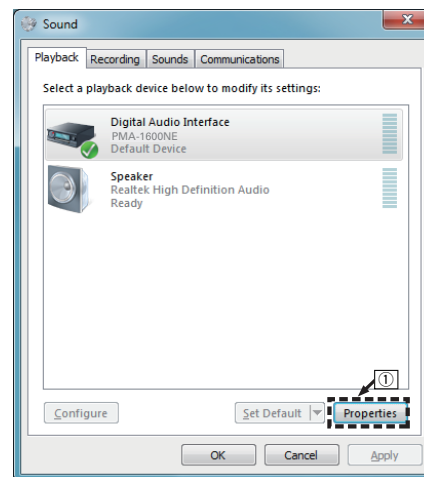 Sound
Playback Recording Sounds Communications
Select a playback device below to modify its settings:
Digital Audio Interface
PMA-1600NE
Default Device
Speaker
Realtek High Definition Audio
Ready
①
Configure Set Default Properties
OK Cancel Apply